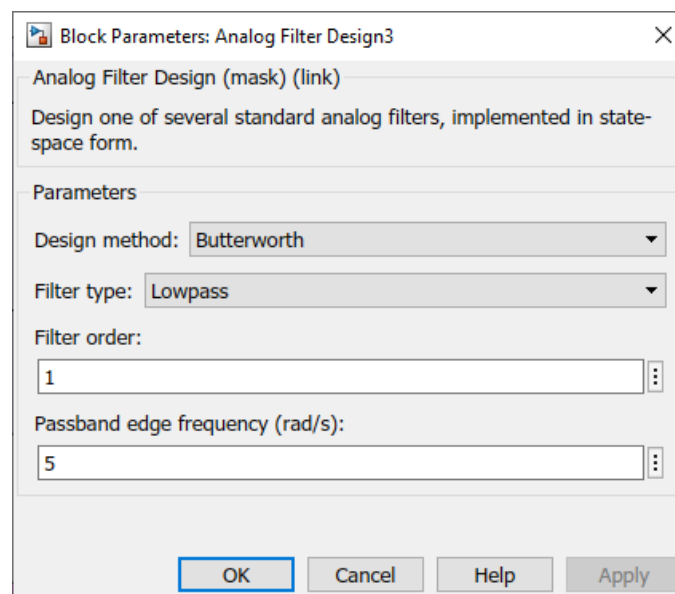 Block Parameters: Analog Filter Design3
Analog Filter Design (mask) (link)
Design one of several standard analog filters, implemented in state-
space form.
Parameters
Design method: Butterworth
Filter type: Lowpass
Filter order:
1
Passband edge frequency (rad/s):
5
OK Cancel Help Apply